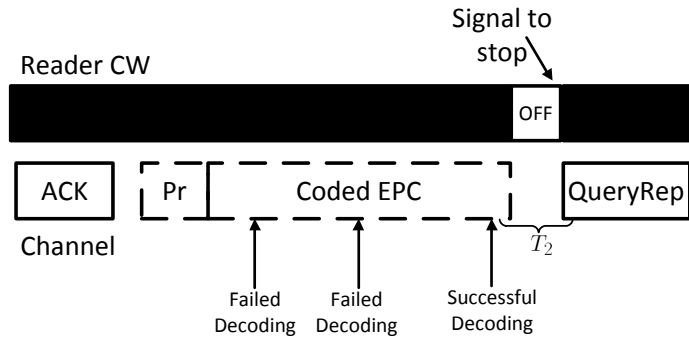 Signal to
stop
Reader CW
OFF
ACK
Pr
Coded EPC
QueryRep
Channel
T2
Failed
Decoding
Failed
Decoding
Successful
Decoding